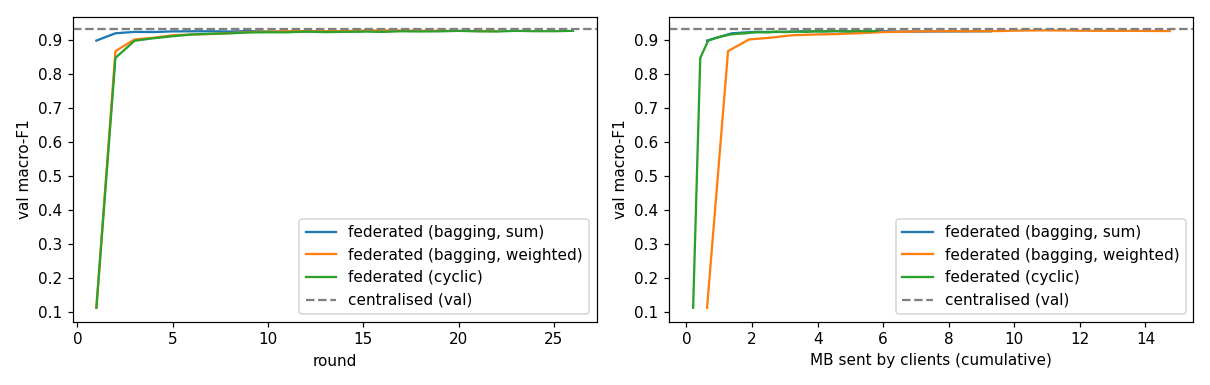 val macro-F1
0.9
0.8
0.7
0.6
0.5
0.4
0.3
0.2
0.1
federated (bagging, sum)
federated (bagging, weighted)
federated (cyclic)
centralised (val)
0 5 10 15 20 25
round
val macro-F1
0.9
0.8
0.7
0.6
0.5
0.4
0.3
0.2
0.1
federated (bagging, sum)
federated (bagging, weighted)
federated (cyclic)
centralised (val)
0 2 4 6 8 10 12 14
MB sent by clients (cumulative)